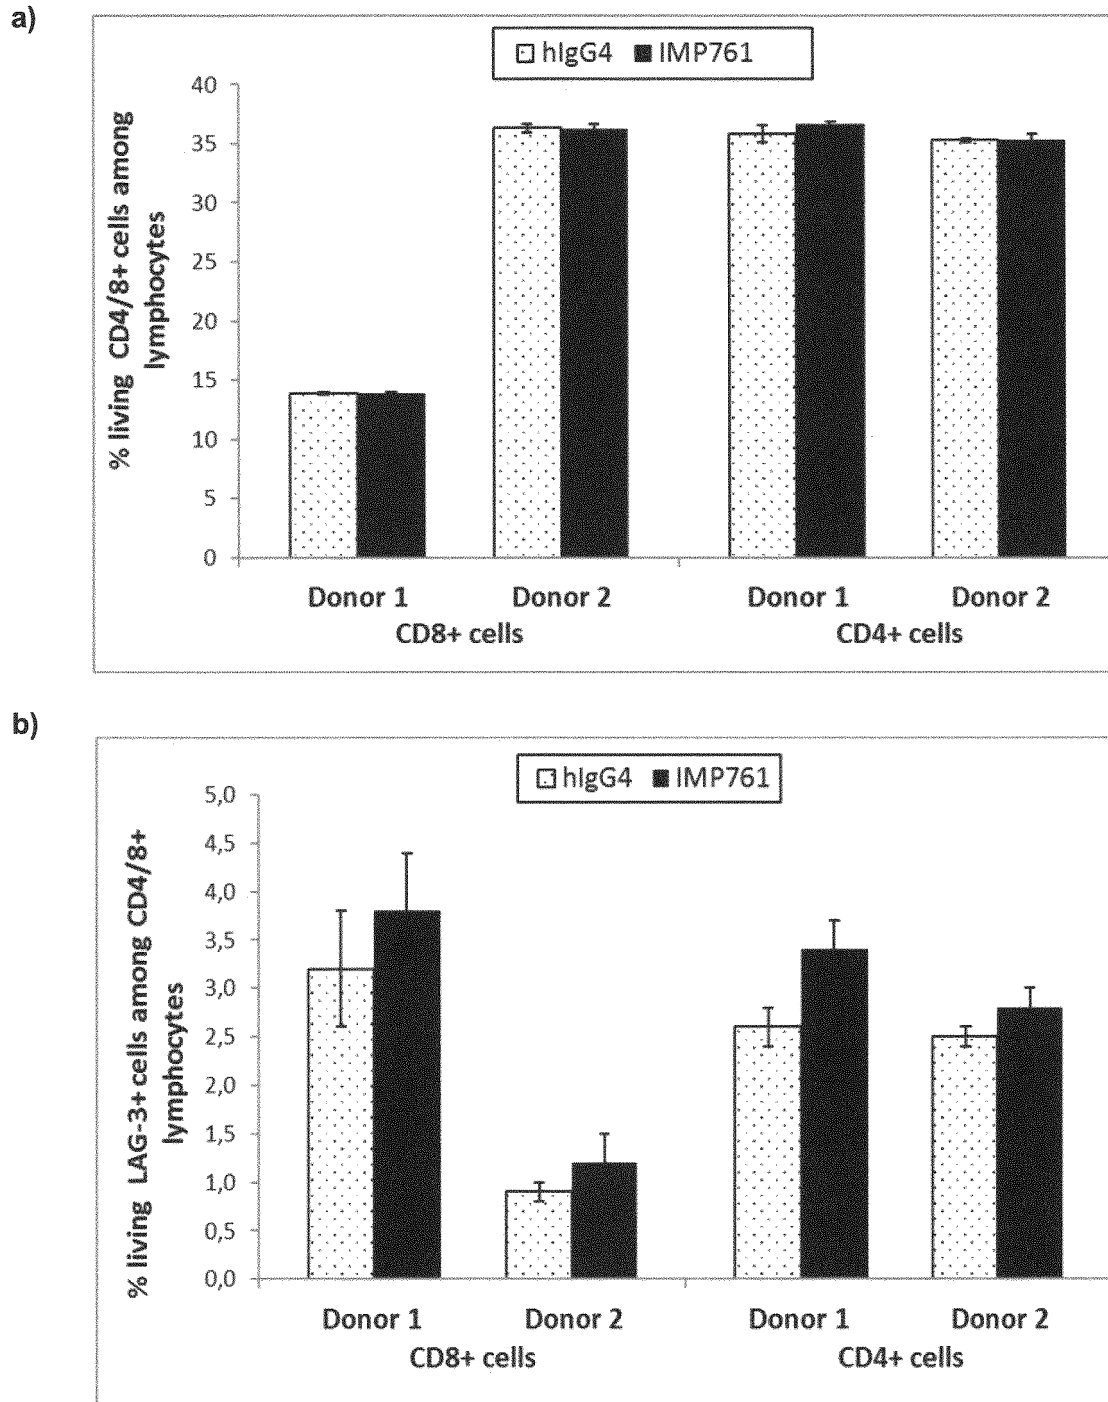 a)
hIgG4 IMP761
40
35
30
25
20
15
10
5
0
% living CD4/8+ cells among
lymphocytes
Donor 1 Donor 2 Donor 1 Donor 2
CD8+ cells CD4+ cells
b)
hIgG4 IMP761
5,0
4,5
4,0
3,5
3,0
2,5
2,0
1,5
1,0
0,5
0,0
% living LAG-3+ cells among CD4/8+
lymphocytes
Donor 1 Donor 2 Donor 1 Donor 2
CD8+ cells CD4+ cells